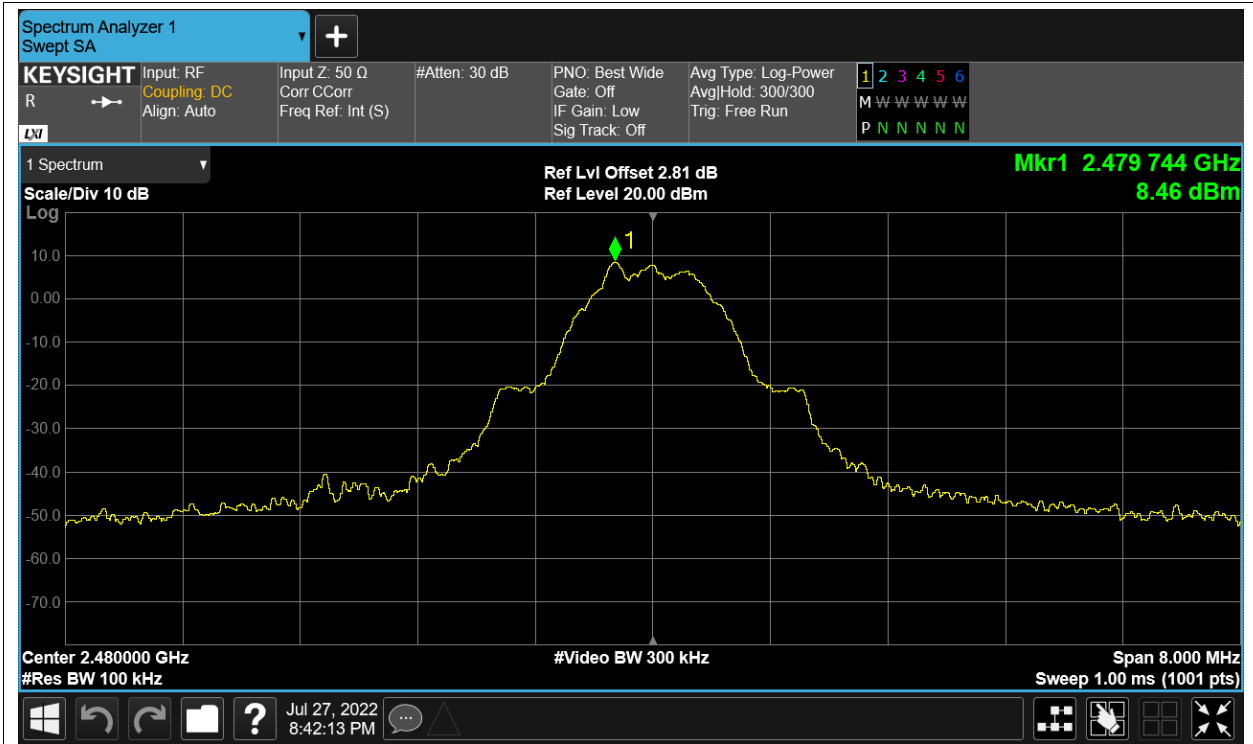 Spectrum Analyzer 1
Swept SA
KEYSIGHT
R
LXI
Input: RF
Coupling: DC
Align: Auto
Input Z: 50 Ω
Corr CCorr
Freq Ref: Int (S)
#Atten: 30 dB
PNO: Best Wide
Gate: Off
IF Gain: Low
Sig Track: Off
Avg Type: Log-Power
Avg|Hold: 300/300
Trig: Free Run
1 2 3 4 5 6
M W W W W W
P N N N N N
1 Spectrum
Scale/Div 10 dB
Log
Ref Lvl Offset 2.81 dB
Ref Level 20.00 dBm
Mkr1 2.479 744 GHz
8.46 dBm
1
10.0
0.00
-10.0
-20.0
-30.0
-40.0
-50.0
-60.0
-70.0
Center 2.480000 GHz
#Res BW 100 kHz
#Video BW 300 kHz
Span 8.000 MHz
Sweep 1.00 ms (1001 pts)
?
Jul 27, 2022
8:42:13 PM